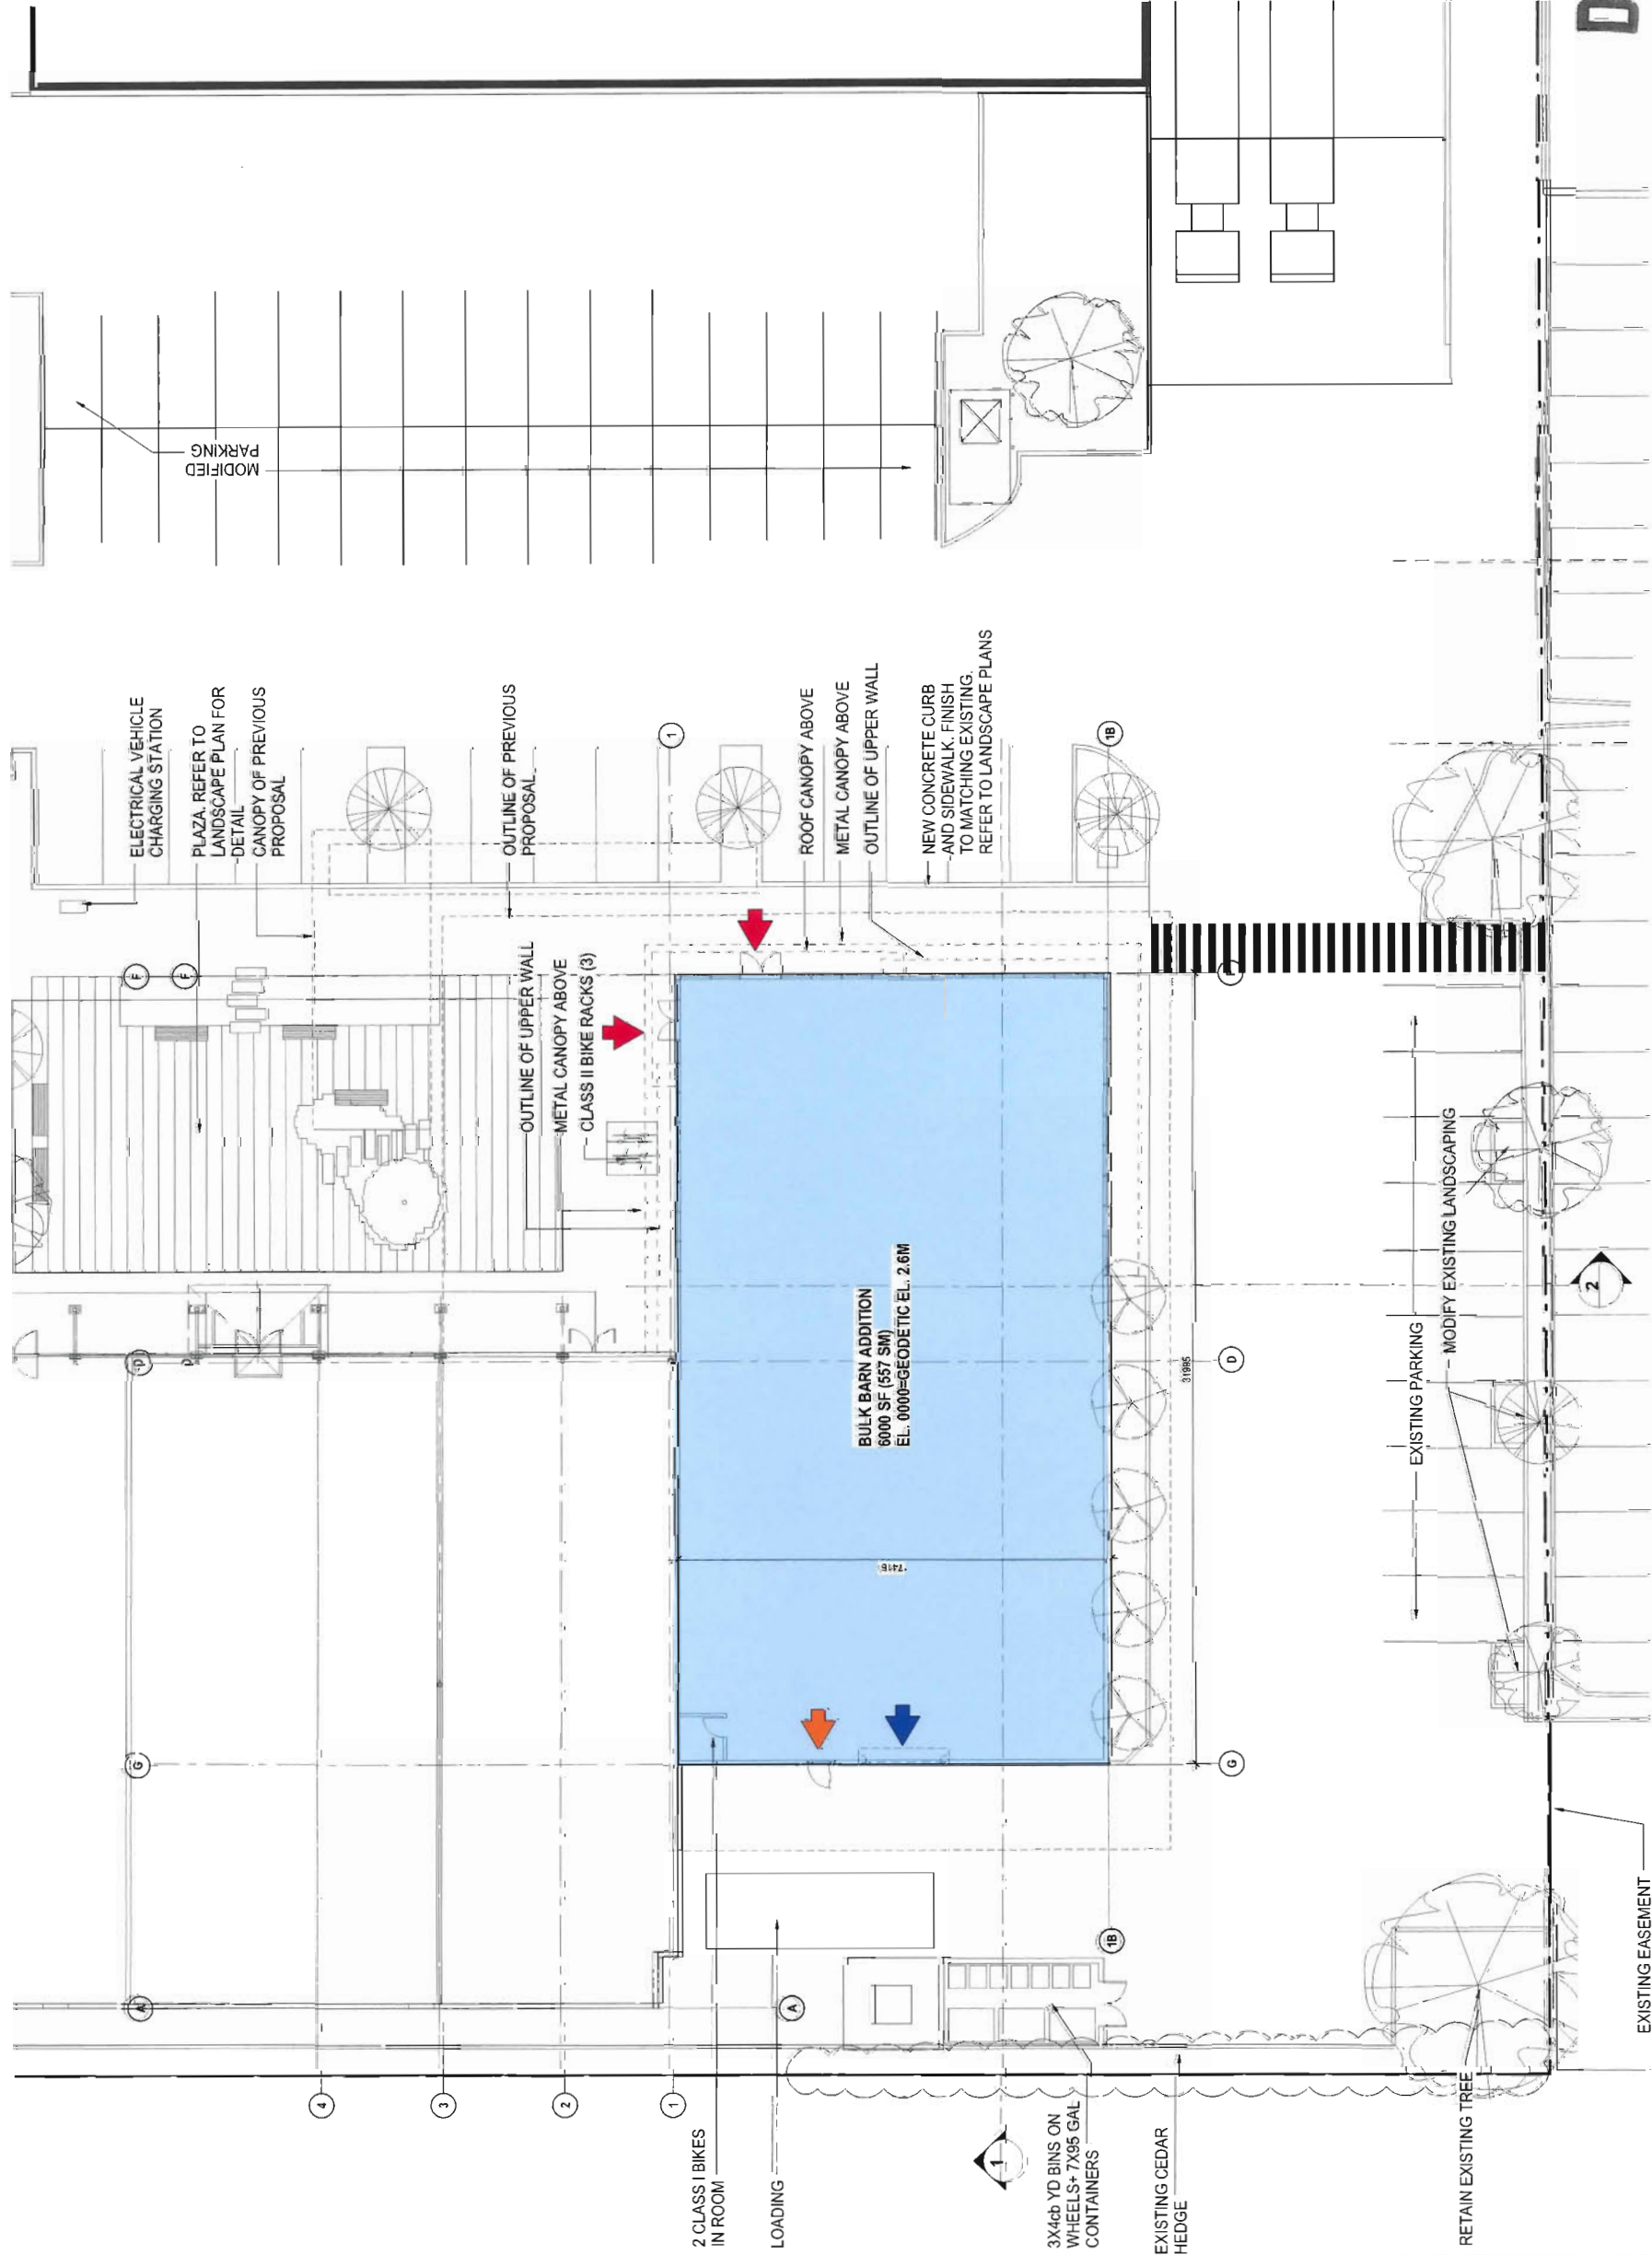 D
MODIFIED
PARKING
ELECTRICAL VEHICLE
CHARGING STATION
PLAZA. REFER TO
LANDSCAPE PLAN FOR
DETAIL
CANOPY OF PREVIOUS
PROPOSAL
OUTLINE OF PREVIOUS
PROPOSAL
ROOF CANOPY ABOVE
METAL CANOPY ABOVE
OUTLINE OF UPPER WALL
NEW CONCRETE CURB
AND SIDEWALK. FINISH
TO MATCHING EXISTING.
REFER TO LANDSCAPE PLANS
1
1B
F
F
F
OUTLINE OF UPPER WALL
METAL CANOPY ABOVE
CLASS II BIKE RACKS (3)
BULK BARN ADDITION
6000 SF (557 SM)
EL. 0000=GEODETIC EL. 2.6M
31995
D
D
G
G
EXISTING PARKING
MODIFY EXISTING LANDSCAPING
2
A
A
1B
4
3
2
1
2 CLASS I BIKES
IN ROOM
LOADING
1
3X4cb YD BINS ON
WHEELS+ 7X95 GAL
CONTAINERS
EXISTING CEDAR
HEDGE
RETAIN EXISTING TREE
EXISTING EASEMENT